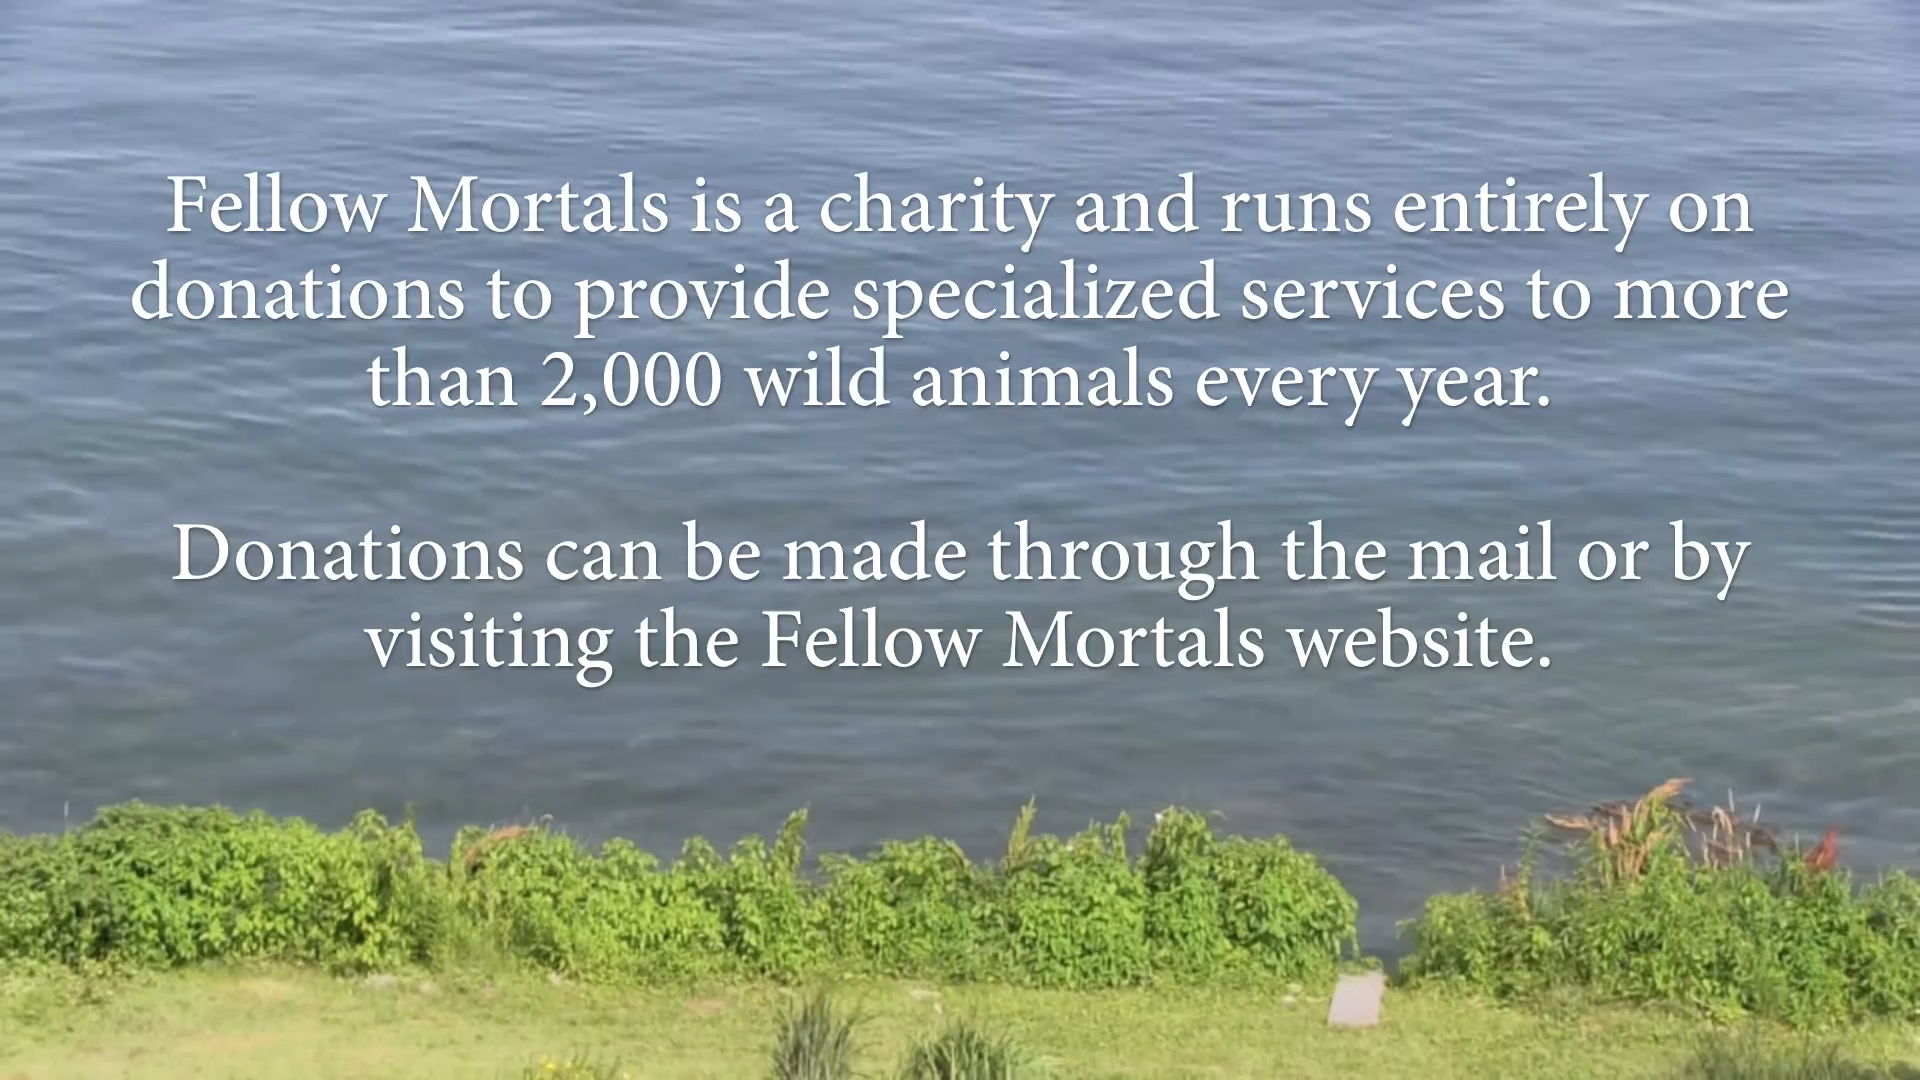 Fellow Mortals is a charity and runs entirely on
donations to provide specialized services to more
than 2,000 wild animals every year.
Donations can be made through the mail or by
visiting the Fellow Mortals website.